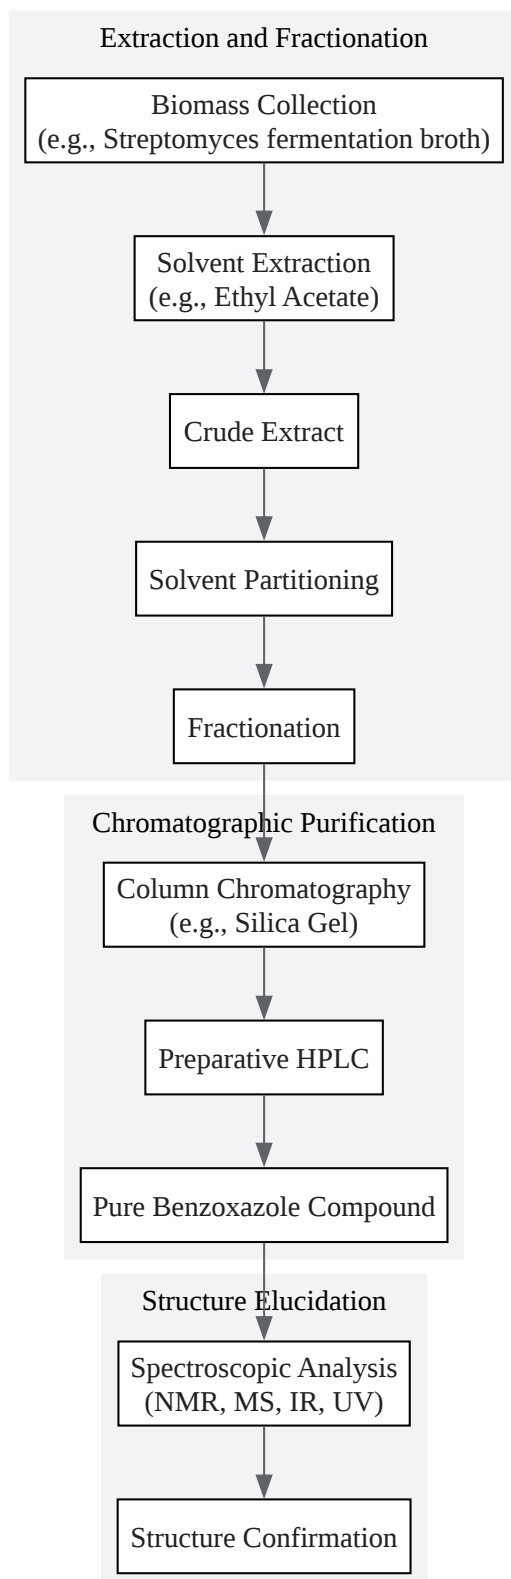 Extraction and Fractionation
Biomass Collection
(e.g., Streptomyces fermentation broth)
Solvent Extraction
(e.g., Ethyl Acetate)
Crude Extract
Solvent Partitioning
Fractionation
Chromatographic Purification
Column Chromatography
(e.g., Silica Gel)
Preparative HPLC
Pure Benzoxazole Compound
Structure Elucidation
Spectroscopic Analysis
(NMR, MS, IR, UV)
Structure Confirmation